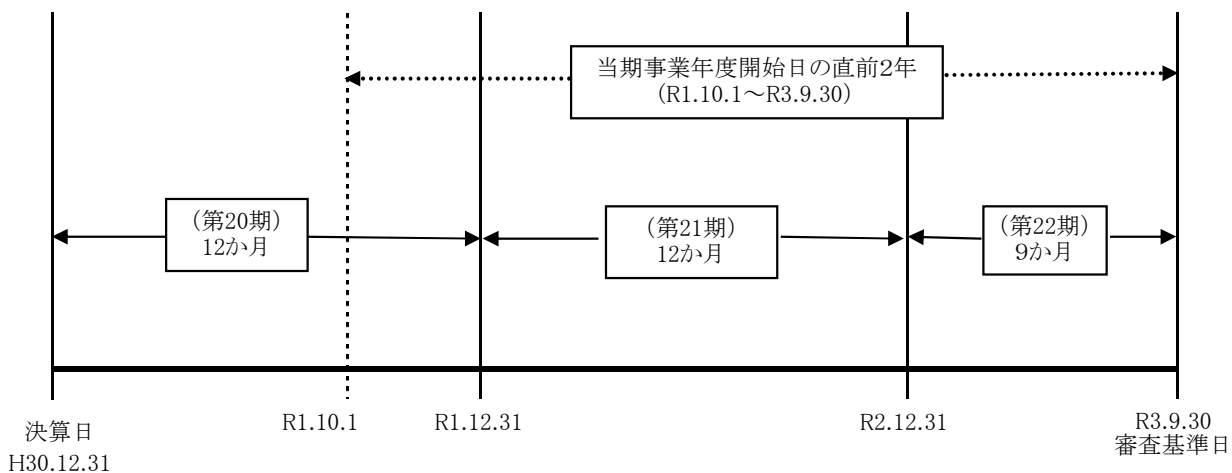 当期事業年度開始日の直前2年
（R1.10.1～R3.9.30）
（第20期）
12か月
（第21期）
12か月
（第22期）
9か月
決算日
H30.12.31
R1.10.1
R1.12.31
R2.12.31
R3.9.30
審査基準日